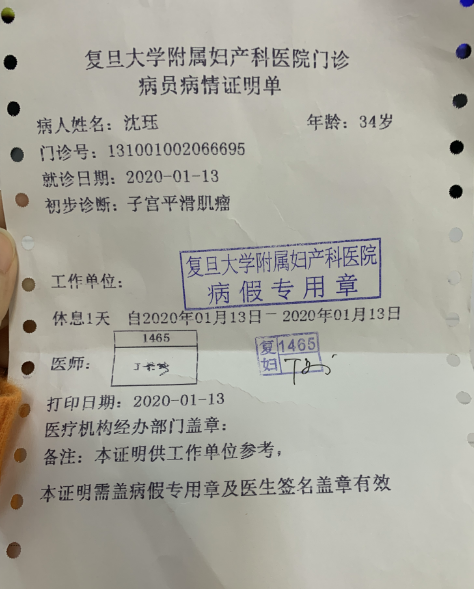 复旦大学附属妇产科医院门诊
病员病情证明单
病人姓名：沈珏 年龄：34岁
门诊号：131001002066695
就诊日期：2020-01-13
初步诊断：子宫平滑肌瘤
复旦大学附属妇产科医院
病假专用章
工作单位：
休息1天 自2020年01月13日－2020年01月13日
医师： 1465
复妇 1465
打印日期：2020-01-13
医疗机构经办部门盖章：
备注：本证明供工作单位参考，
本证明需盖病假专用章及医生签名盖章有效